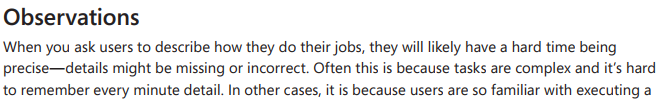 Observations
When you ask users to describe how they do their jobs, they will likely have a hard time being
precise—details might be missing or incorrect. Often this is because tasks are complex and it's hard
to remember every minute detail. In other cases, it is because users are so familiar with executing a